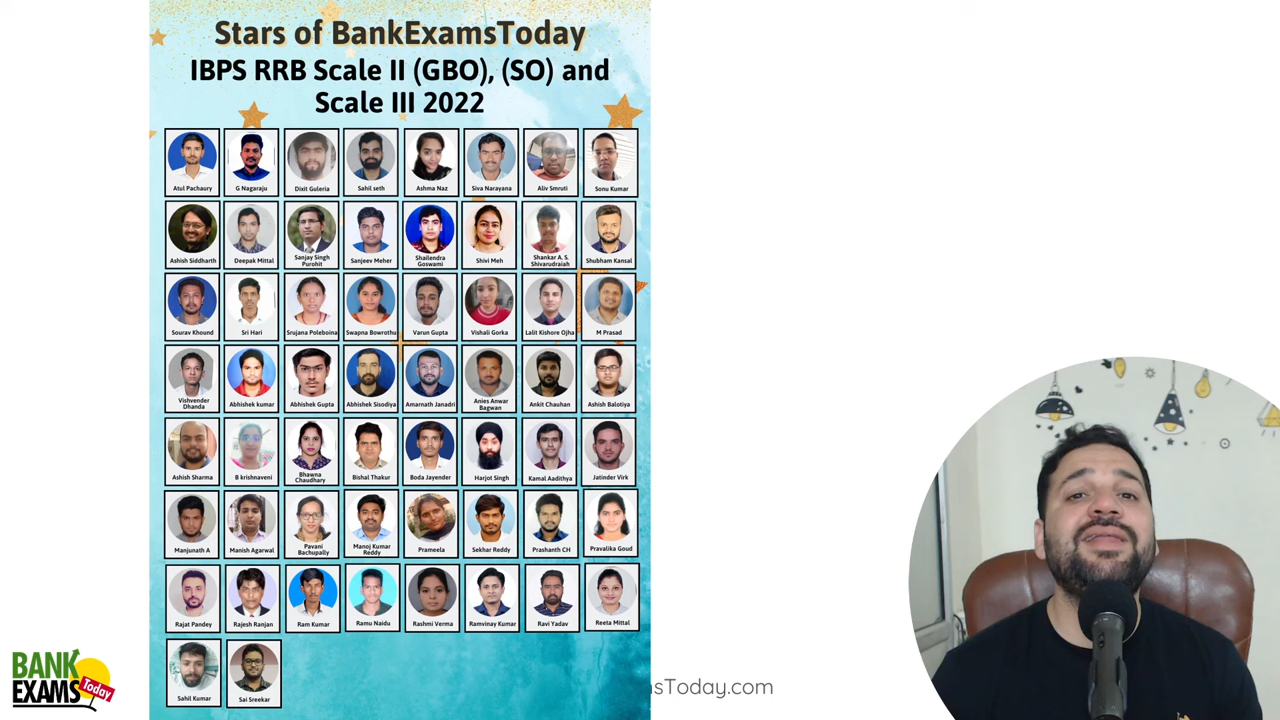 Stars of BankExamsToday
IBPS RRB Scale II (GBO), (SO) and
Scale III 2022
Atul Pachaury
G Nagaraju
Dixit Guleria
Sahil seth
Ashma Naz
Siva Narayana
Aliv Smruti
Sonu Kumar
Ashish Siddharth
Deepak Mittal
Sanjay Singh
Purohit
Sanjeev Meher
Shailendra
Goswami
Shivi Meh
Shankar A. S.
Shivarudraiah
Shubham Kansal
Sourav Khound
Sri Hari
Srujana Poleboina
Swapna Bowrothu
Varun Gupta
Vishali Gorka
Lalit Kishore Ojha
M Prasad
Vishvender
Dhanda
Abhishek kumar
Abhishek Gupta
Abhishek Sisodiya
Amarnath Janadri
Anies Anwar
Bagwan
Ankit Chauhan
Ashish Balotiya
Ashish Sharma
B krishnaveni
Bhawna
Chaudhary
Bishal Thakur
Boda Jayender
Harjot Singh
Kamal Aadithya
Jatinder Virk
Manjunath A
Manish Agarwal
Pavani
Bachupally
Manoj Kumar
Reddy
Prameela
Sekhar Reddy
Prashanth CH
Pravalika Goud
Rajat Pandey
Rajesh Ranjan
Ram Kumar
Ramu Naidu
Rashmi Verma
Ramvinay Kumar
Ravi Yadav
Reeta Mittal
Sahil Kumar
Sai Sreekar
BANK
EXAMS
Today
msToday.com